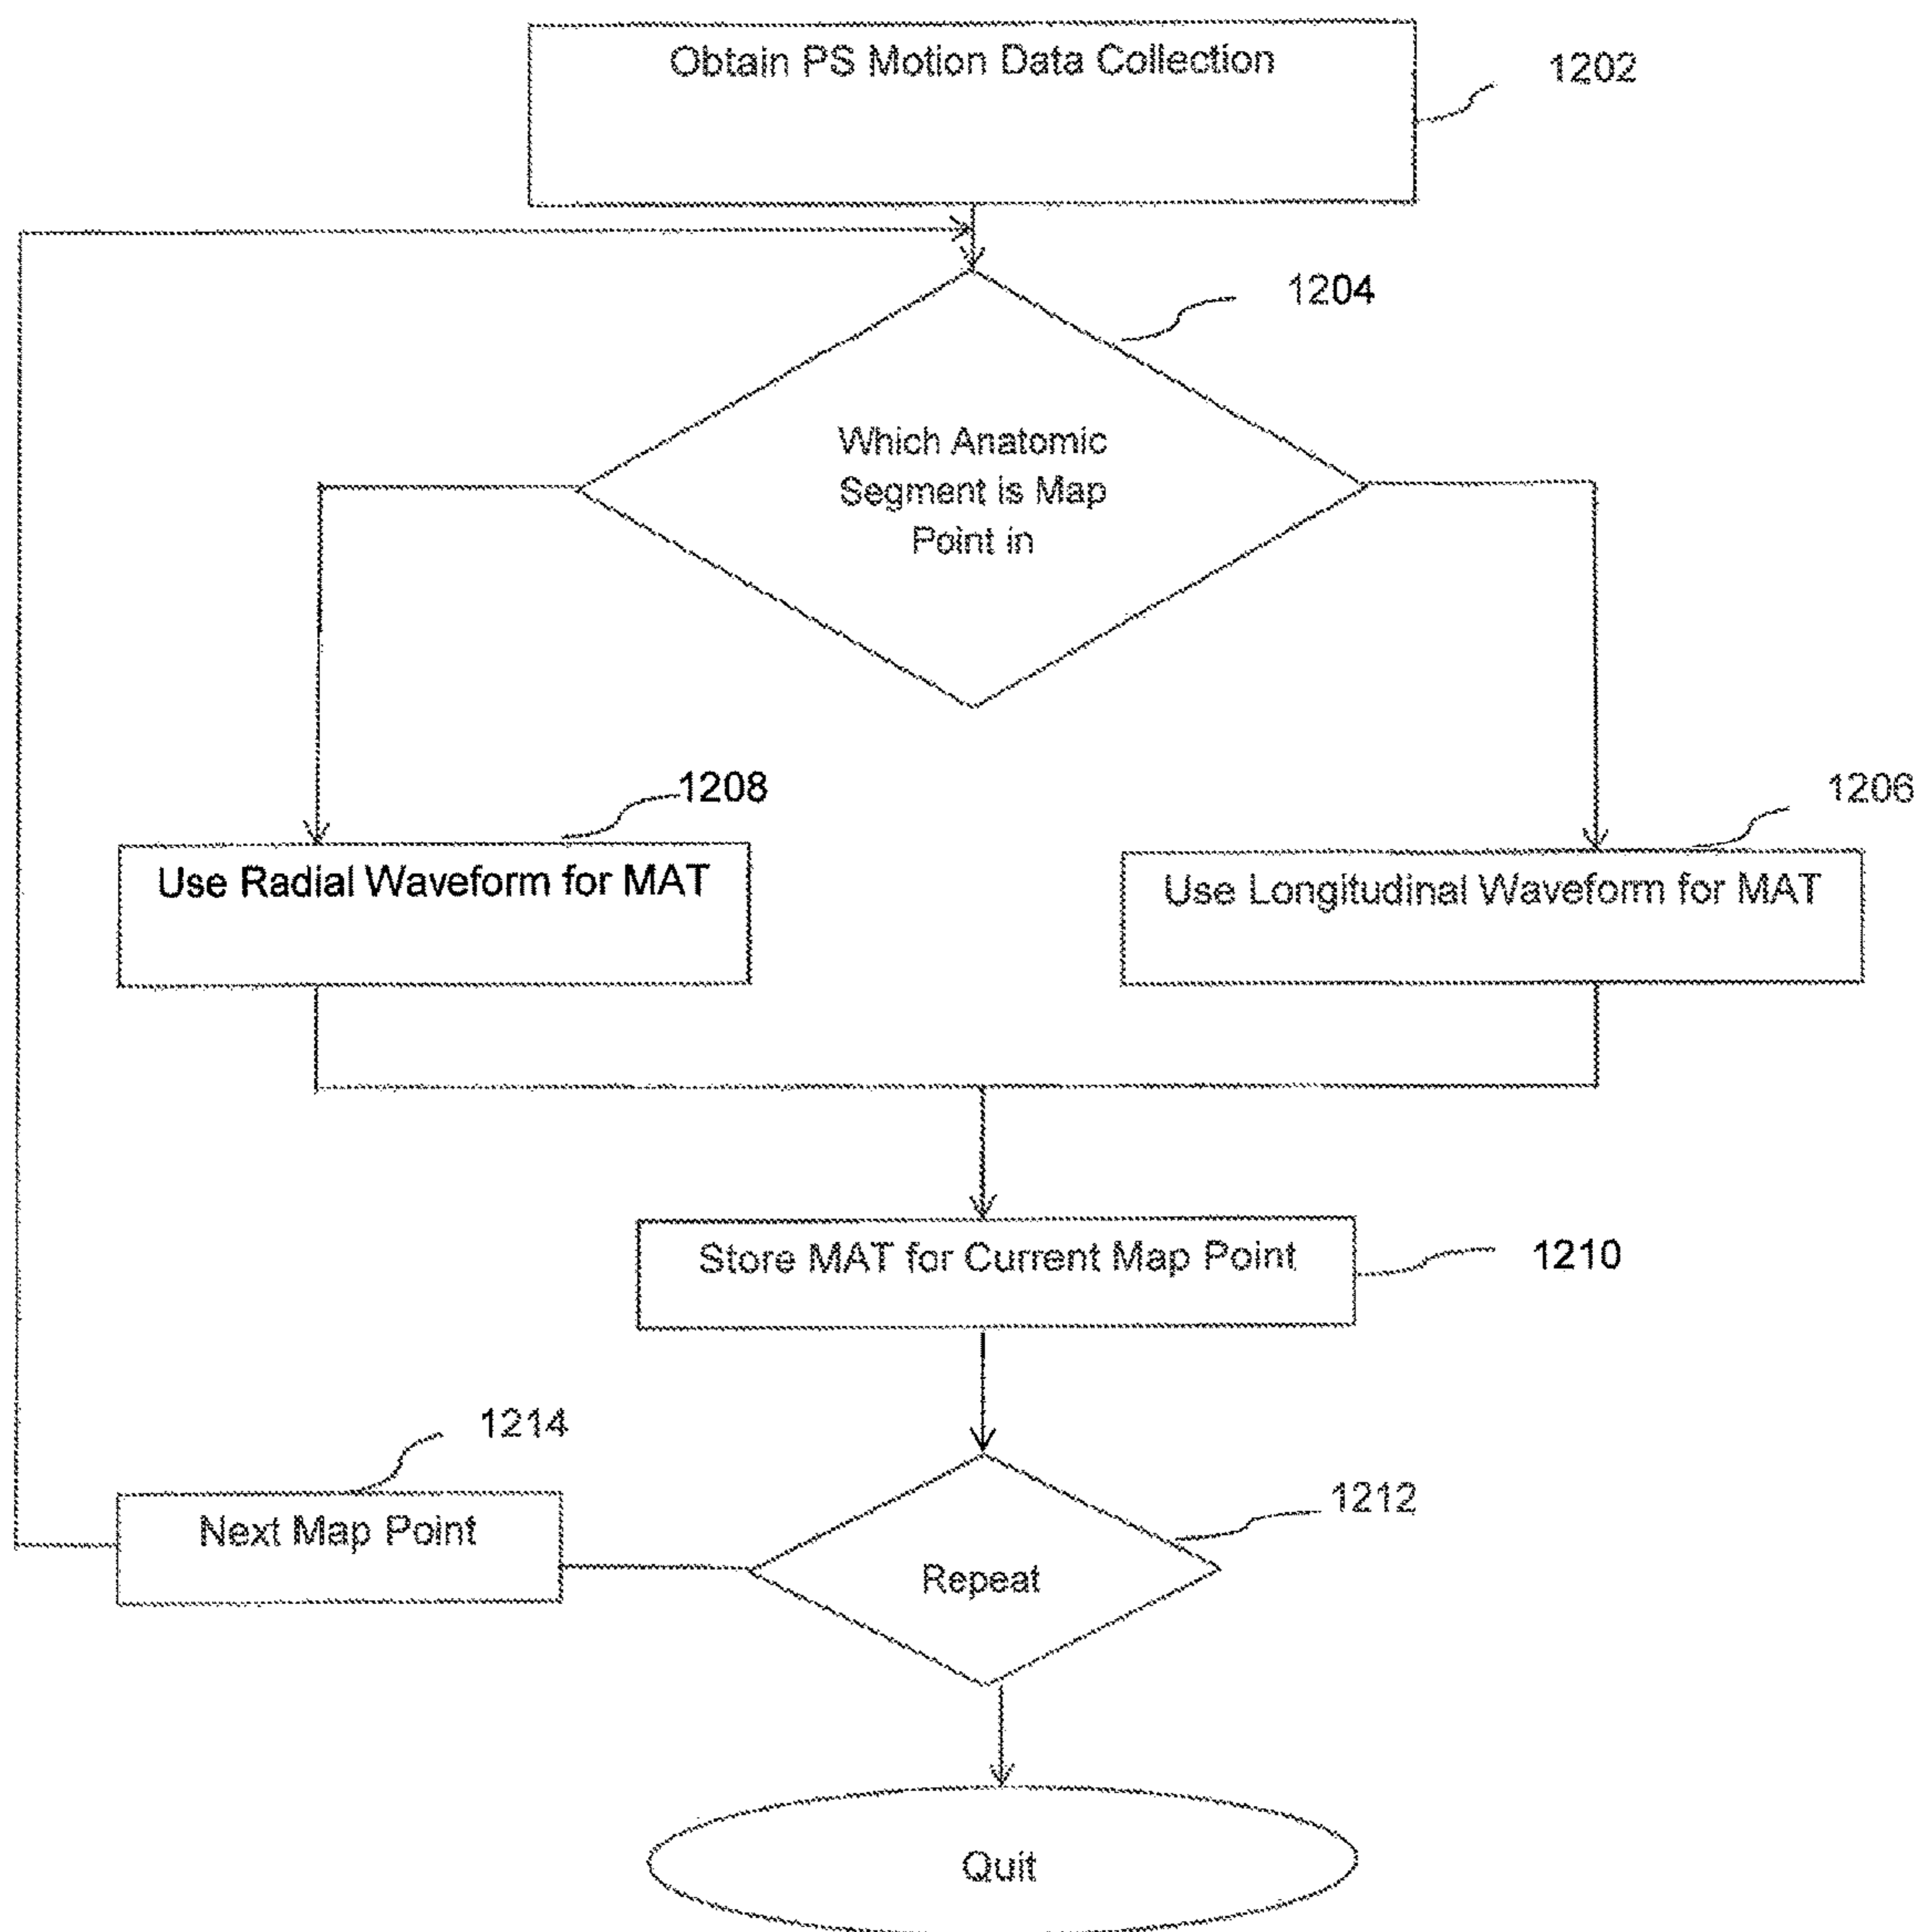 Obtain PS Motion Data Collection
1202
1204
Which Anatomic
Segment is Map
Point in
1208
1206
Use Radial Waveform for MAT
Use Longitudinal Waveform for MAT
Store MAT for Current Map Point
1210
1214
1212
Next Map Point
Repeat
Quit